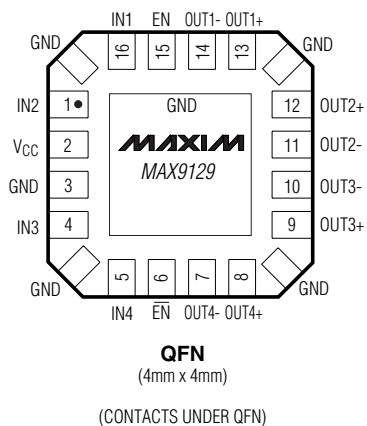 IN1 EN OUT1- OUT1+
GND GND
16 15 14 13
IN2 1 GND 12 OUT2+
VCC 2 MAXIM 11 OUT2-
MAX9129
GND 3 10 OUT3-
IN3 4 9 OUT3+
5 6 7 8
GND GND
IN4 E̅N̅ OUT4- OUT4+
QFN
(4mm x 4mm)
(CONTACTS UNDER QFN)